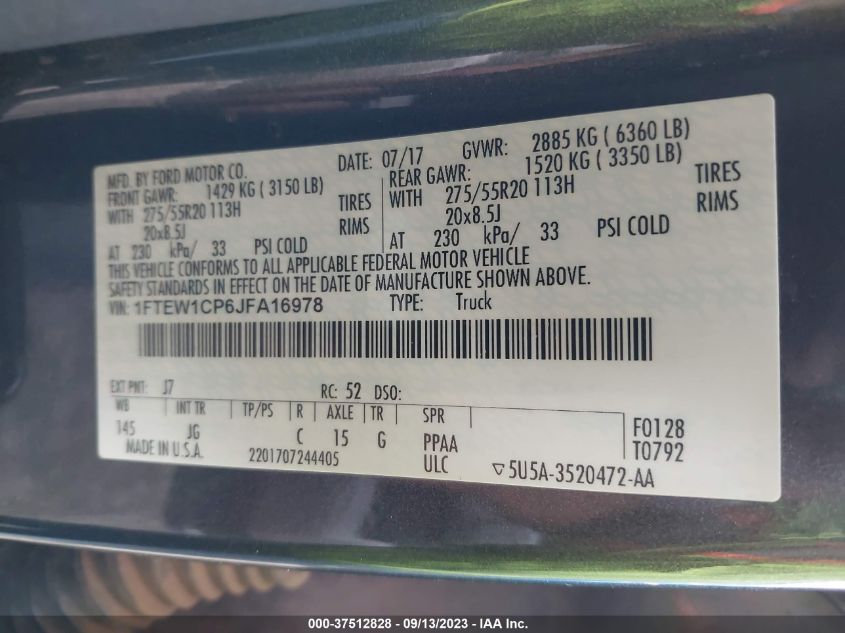 MFD. BY FORD MOTOR CO.
DATE: 07/17 GVWR: 2885 KG ( 6360 LB)
FRONT GAWR: 1429 KG ( 3150 LB)
REAR GAWR: 1520 KG ( 3350 LB)
WITH 275/55R20 113H TIRES
WITH 275/55R20 113H TIRES
20x8.5J RIMS
20x8.5J RIMS
AT 230 kPa/ 33 PSI COLD
AT 230 kPa/ 33 PSI COLD
THIS VEHICLE CONFORMS TO ALL APPLICABLE FEDERAL MOTOR VEHICLE
SAFETY STANDARDS IN EFFECT ON THE DATE OF MANUFACTURE SHOWN ABOVE.
VIN: 1FTEW1CP6JFA16978 TYPE: Truck
EXT PNT: J7 RC: 52 DSO:
WB INT TR TP/PS R AXLE TR SPR
145 JG C 15 G PPAA
F0128
T0792
MADE IN U.S.A. 2201707244405 ULC ▽5U5A-3520472-AA
000-37512828 - 09/13/2023 - IAA Inc.